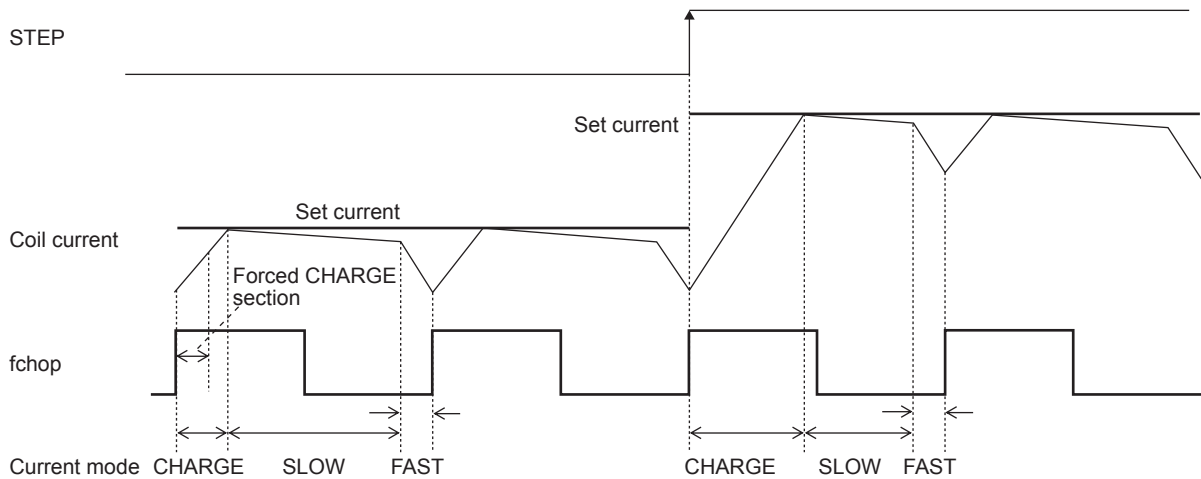 STEP
Set current
Set current
Coil current
Forced CHARGE
section
fchop
Current mode CHARGE SLOW FAST CHARGE SLOW FAST